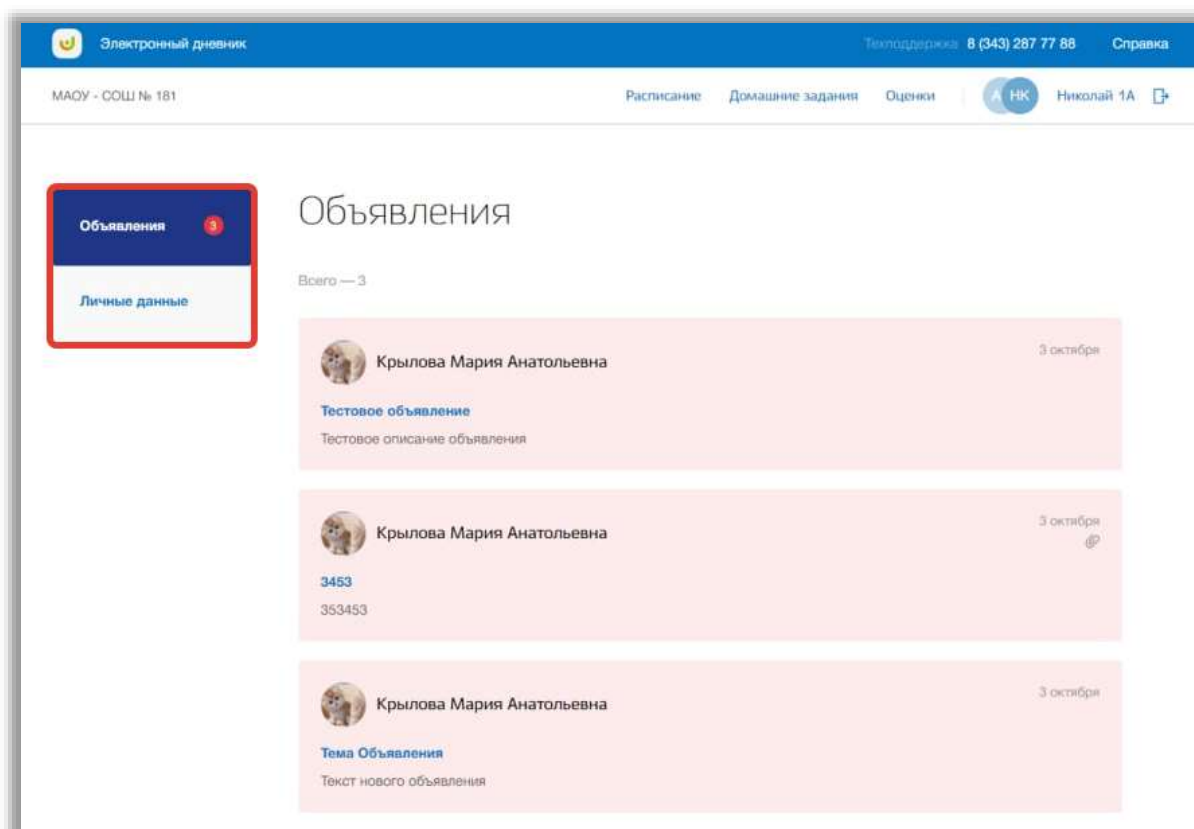 Электронный дневник Техподдержка 8 (343) 287 77 88 Справка
МАОУ - СОШ № 181 Расписание Домашние задания Оценки А НК Николай 1А
Объявления 3
Личные данные
Объявления
Всего — 3
Крылова Мария Анатольевна 3 октября
Тестовое объявление
Тестовое описание объявления
Крылова Мария Анатольевна 3 октября
3453
353453
Крылова Мария Анатольевна 3 октября
Тема Объявления
Текст нового объявления